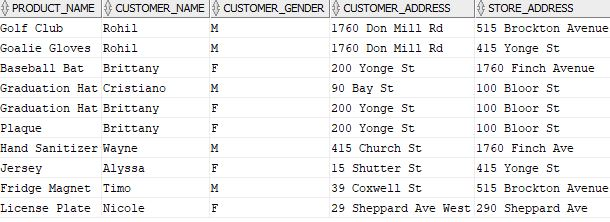 PRODUCT_NAME CUSTOMER_NAME CUSTOMER_GENDER CUSTOMER_ADDRESS STORE_ADDRESS
Golf Club Rohil M 1760 Don Mill Rd 515 Brockton Avenue
Goalie Gloves Rohil M 1760 Don Mill Rd 415 Yonge St
Baseball Bat Brittany F 200 Yonge St 1760 Finch Avenue
Graduation Hat Cristiano M 90 Bay St 100 Bloor St
Graduation Hat Brittany F 200 Yonge St 100 Bloor St
Plaque Brittany F 200 Yonge St 100 Bloor St
Hand Sanitizer Wayne M 415 Church St 1760 Finch Ave
Jersey Alyssa F 15 Shutter St 415 Yonge St
Fridge Magnet Timo M 39 Coxwell St 515 Brockton Avenue
License Plate Nicole F 29 Sheppard Ave West 290 Sheppard Ave